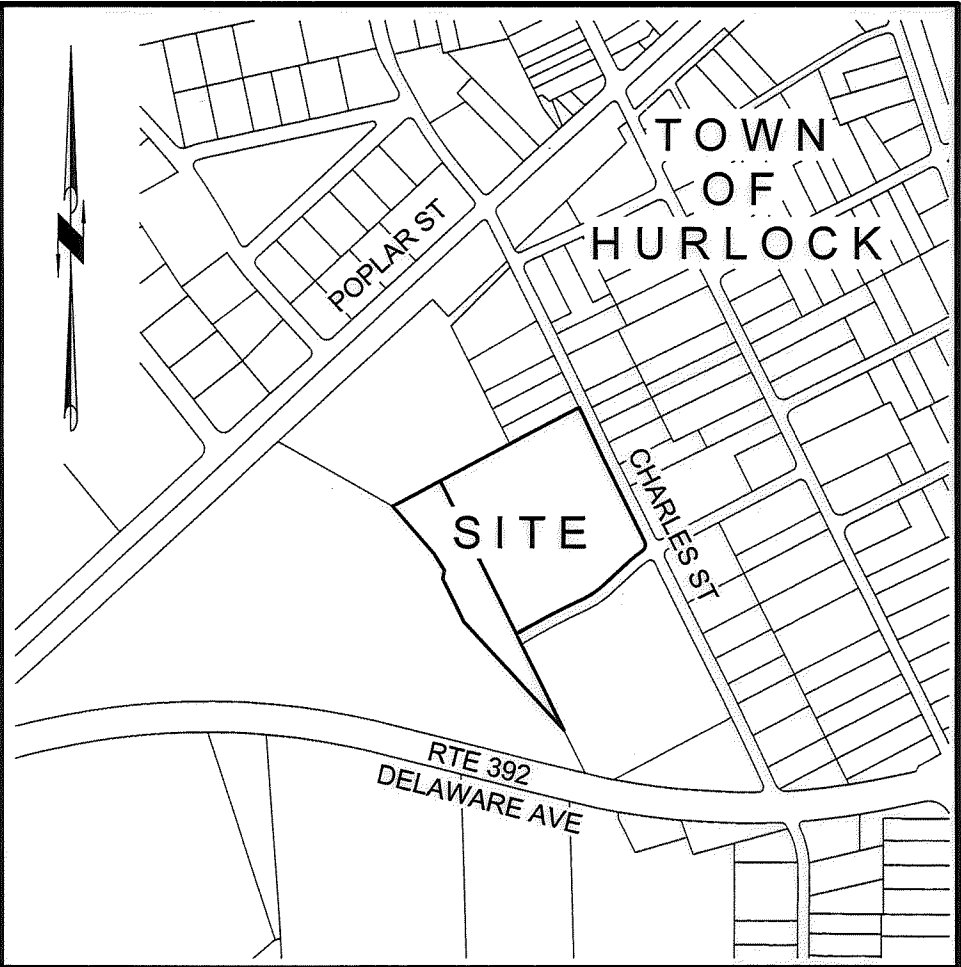 TOWN
OF
HURLOCK
POPLAR ST
CHARLES ST
SITE
RTE 392
DELAWARE AVE